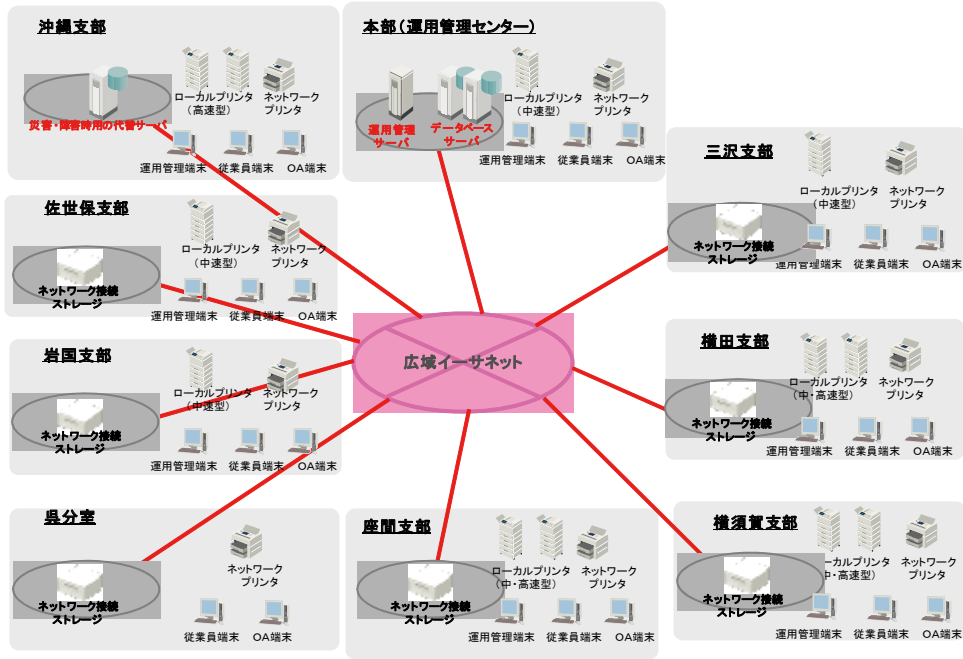 沖縄支部
ローカルプリンタ
（高速型）
ネットワーク
プリンタ
災害・障害時用の代替サーバ
運用管理端末
従業員端末
OA端末
本部（運用管理センター）
運用管理
サーバ
データベース
サーバ
ローカルプリンタ
（中速型）
ネットワーク
プリンタ
運用管理端末
従業員端末
OA端末
三沢支部
ローカルプリンタ
（中速型）
ネットワーク
プリンタ
ネットワーク接続
ストレージ
運用管理端末
従業員端末
OA端末
佐世保支部
ローカルプリンタ
（中速型）
ネットワーク
プリンタ
ネットワーク接続
ストレージ
運用管理端末
従業員端末
OA端末
広域イーサネット
岩国支部
ローカルプリンタ
（中速型）
ネットワーク
プリンタ
ネットワーク接続
ストレージ
運用管理端末
従業員端末
OA端末
横田支部
ローカルプリンタ
（中・高速型）
ネットワーク
プリンタ
ネットワーク接続
ストレージ
運用管理端末
従業員端末
OA端末
呉分室
ネットワーク
プリンタ
ネットワーク接続
ストレージ
従業員端末
OA端末
座間支部
ローカルプリンタ
（中・高速型）
ネットワーク
プリンタ
ネットワーク接続
ストレージ
運用管理端末
従業員端末
OA端末
横須賀支部
ーカルプリンタ
中・高速型）
ネットワーク
プリンタ
ネットワーク接続
ストレージ
運用管理端末
従業員端末
OA端末